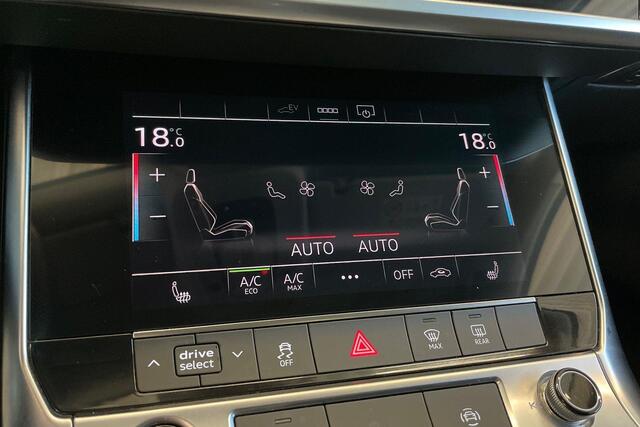 EV
18.0 °C 18.0 °C
+ +
− −
AUTO AUTO
A/C ECO A/C MAX ••• OFF
drive select OFF MAX REAR